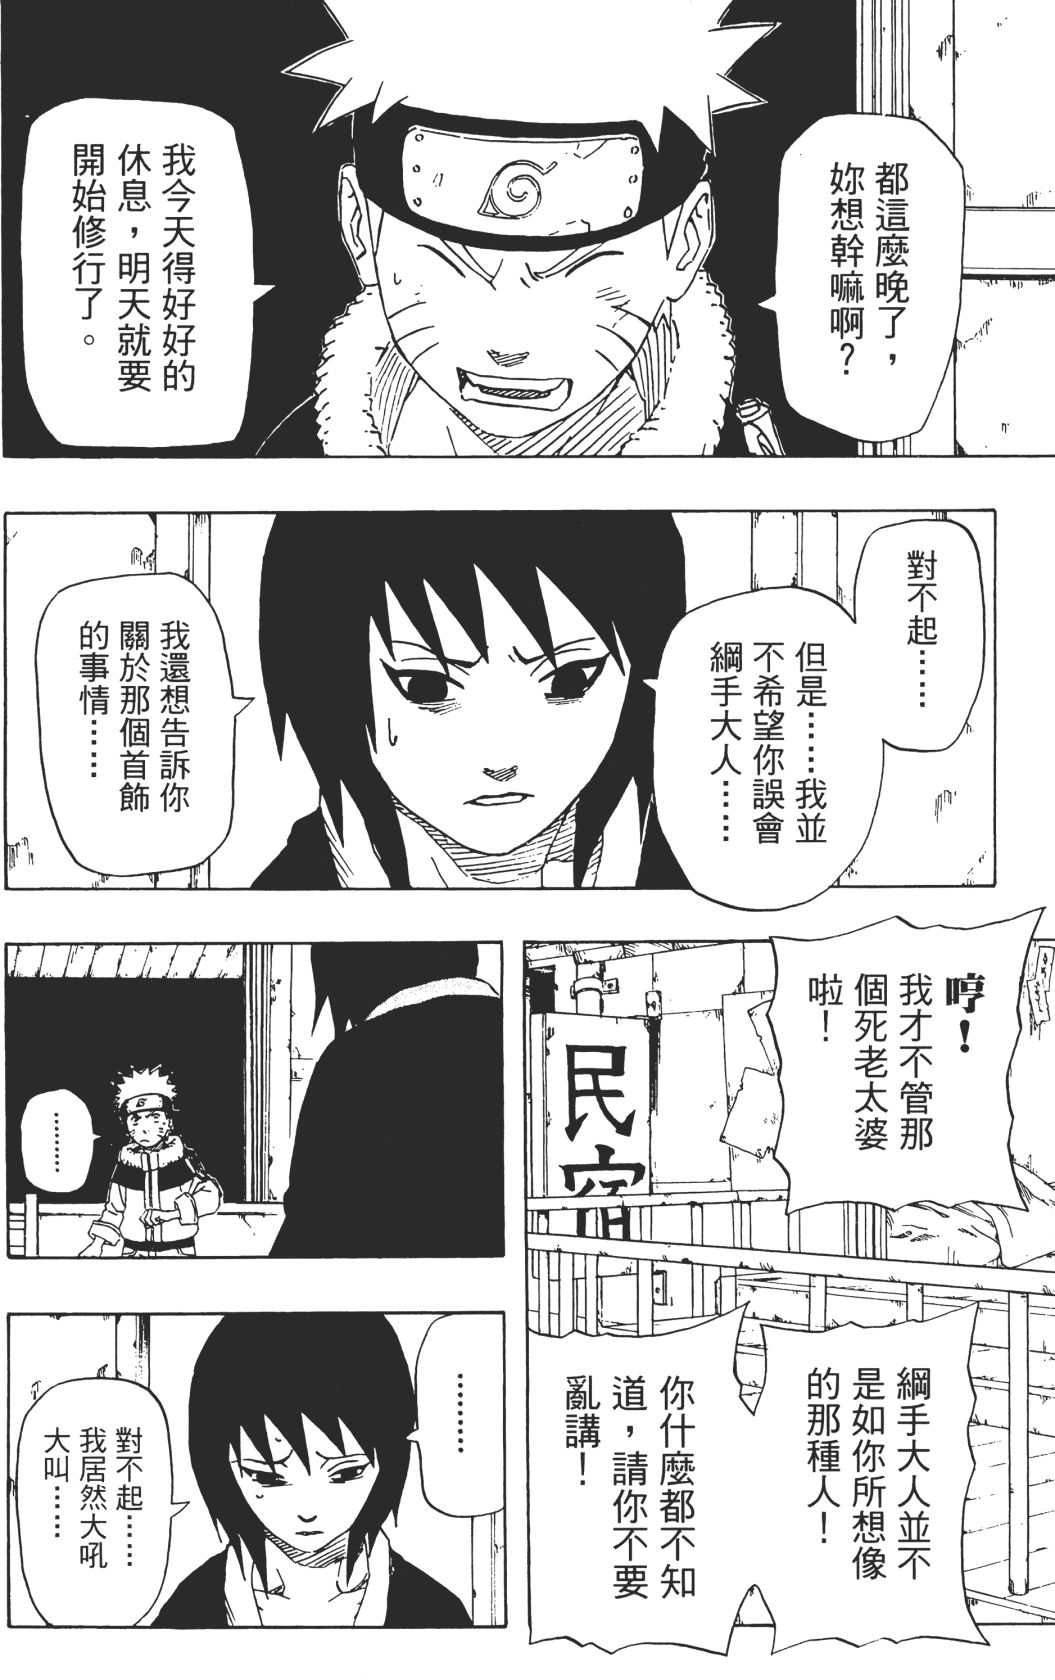 都這麼晚了，
妳想幹嘛啊？
我今天得好好的
休息，明天就要
開始修行了。
對不起……
但是……我並
不希望你誤會
綱手大人……
我還想告訴你
關於那個首飾
的事情……
哼！
我才不管那
個死老太婆
啦！
民宿
綱手大人並不
是如你所想像
的那種人！
你什麼都不知
道，請你不要
亂講！
……
……
對不起……
我居然大吼
大叫……